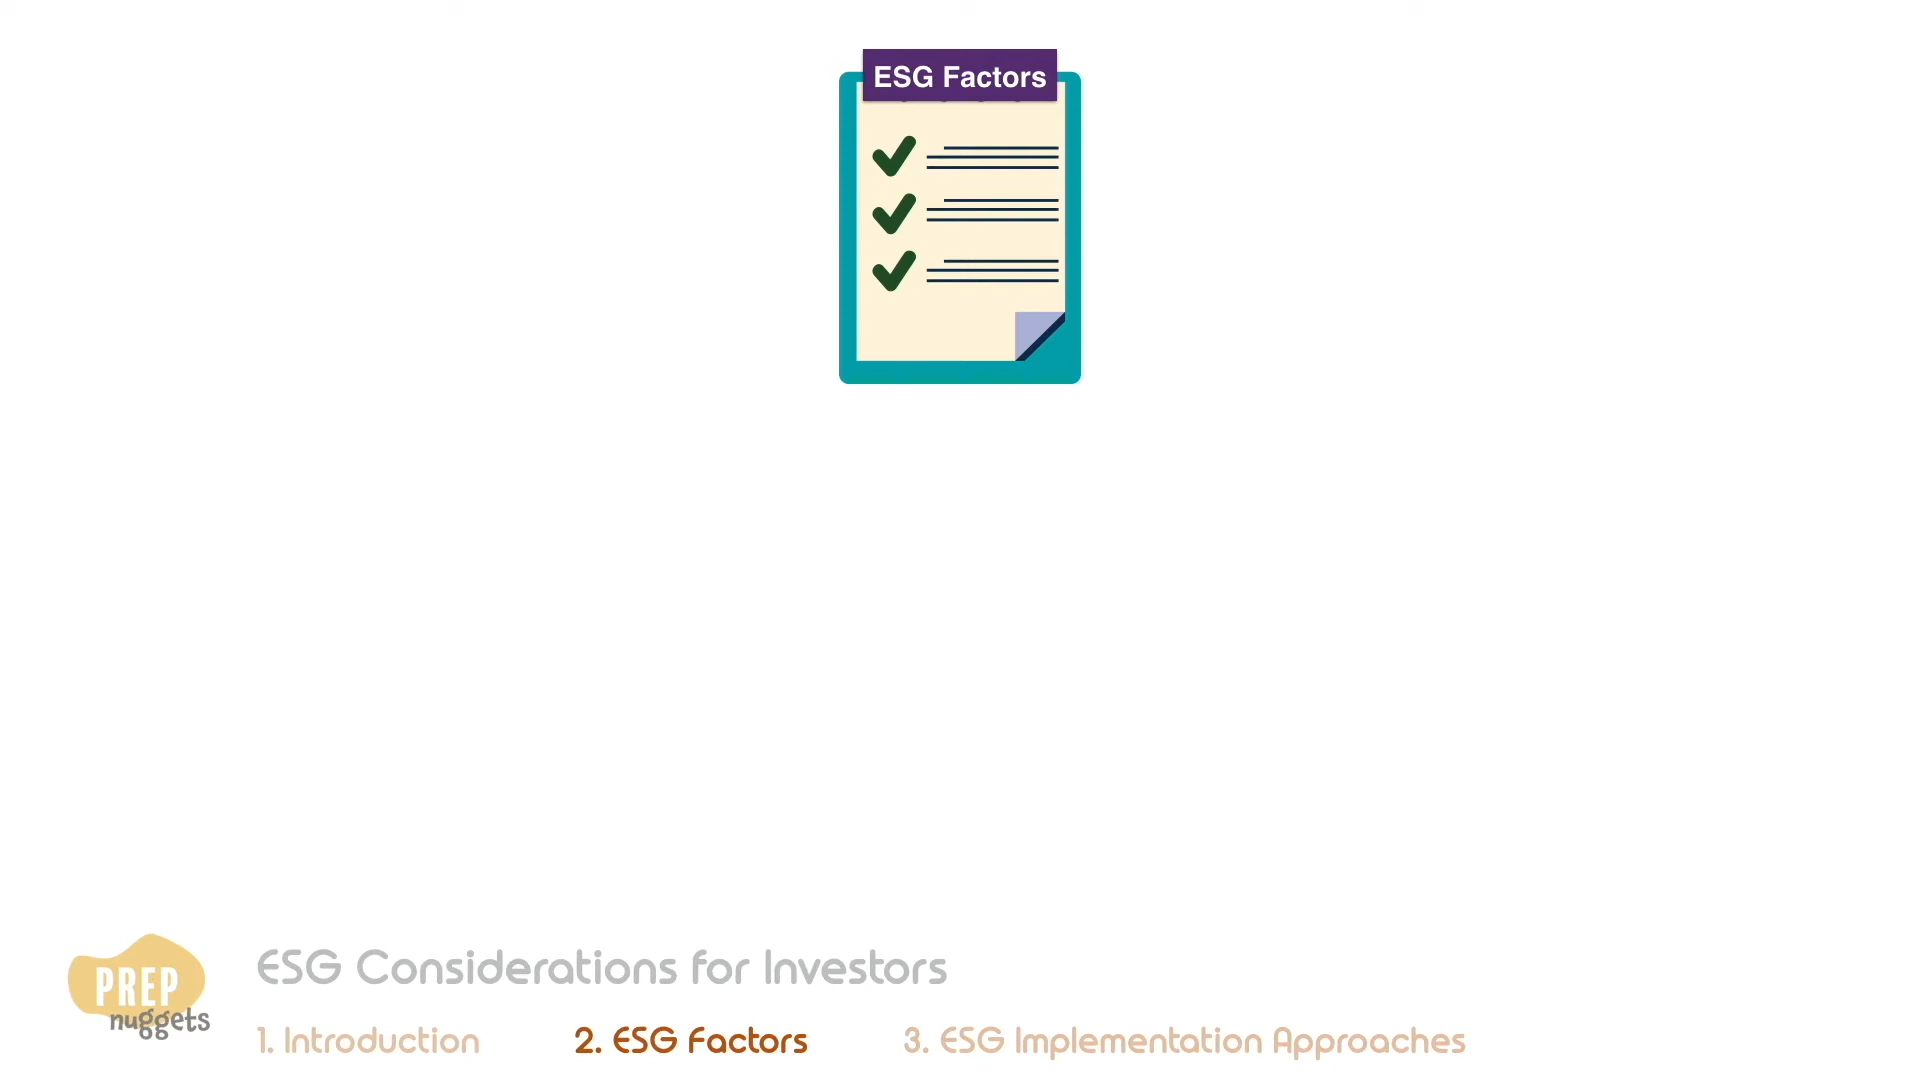 ESG Factors
PREP
nuggets
ESG Considerations for Investors
1. Introduction
2. ESG Factors
3. ESG Implementation Approaches